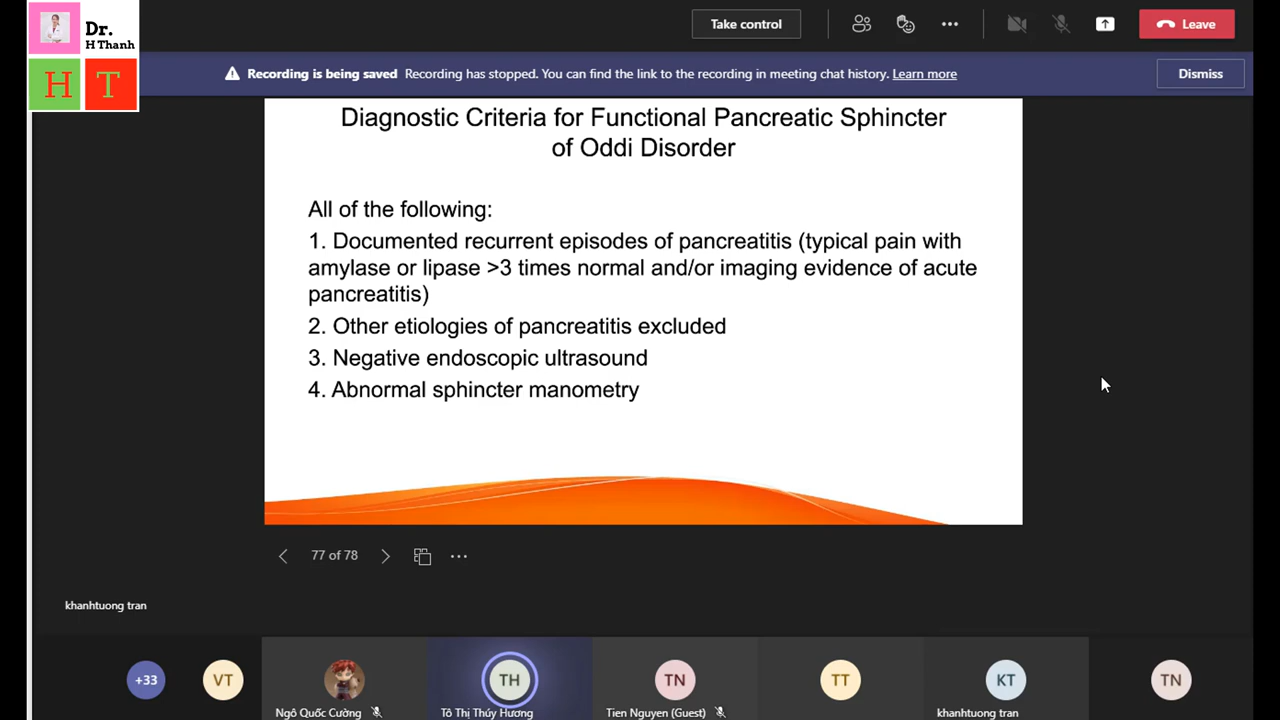 Dr.
H Thanh
H T
Take control
Leave
Recording is being saved Recording has stopped. You can find the link to the recording in meeting chat history. Learn more
Dismiss
Diagnostic Criteria for Functional Pancreatic Sphincter
of Oddi Disorder
All of the following:
1. Documented recurrent episodes of pancreatitis (typical pain with
amylase or lipase >3 times normal and/or imaging evidence of acute
pancreatitis)
2. Other etiologies of pancreatitis excluded
3. Negative endoscopic ultrasound
4. Abnormal sphincter manometry
77 of 78
khanhtuong tran
+33 VT TH TN TT KT TN
Ngô Quốc Cường Tô Thị Thúy Hương Tien Nguyen (Guest) khanhtuong tran